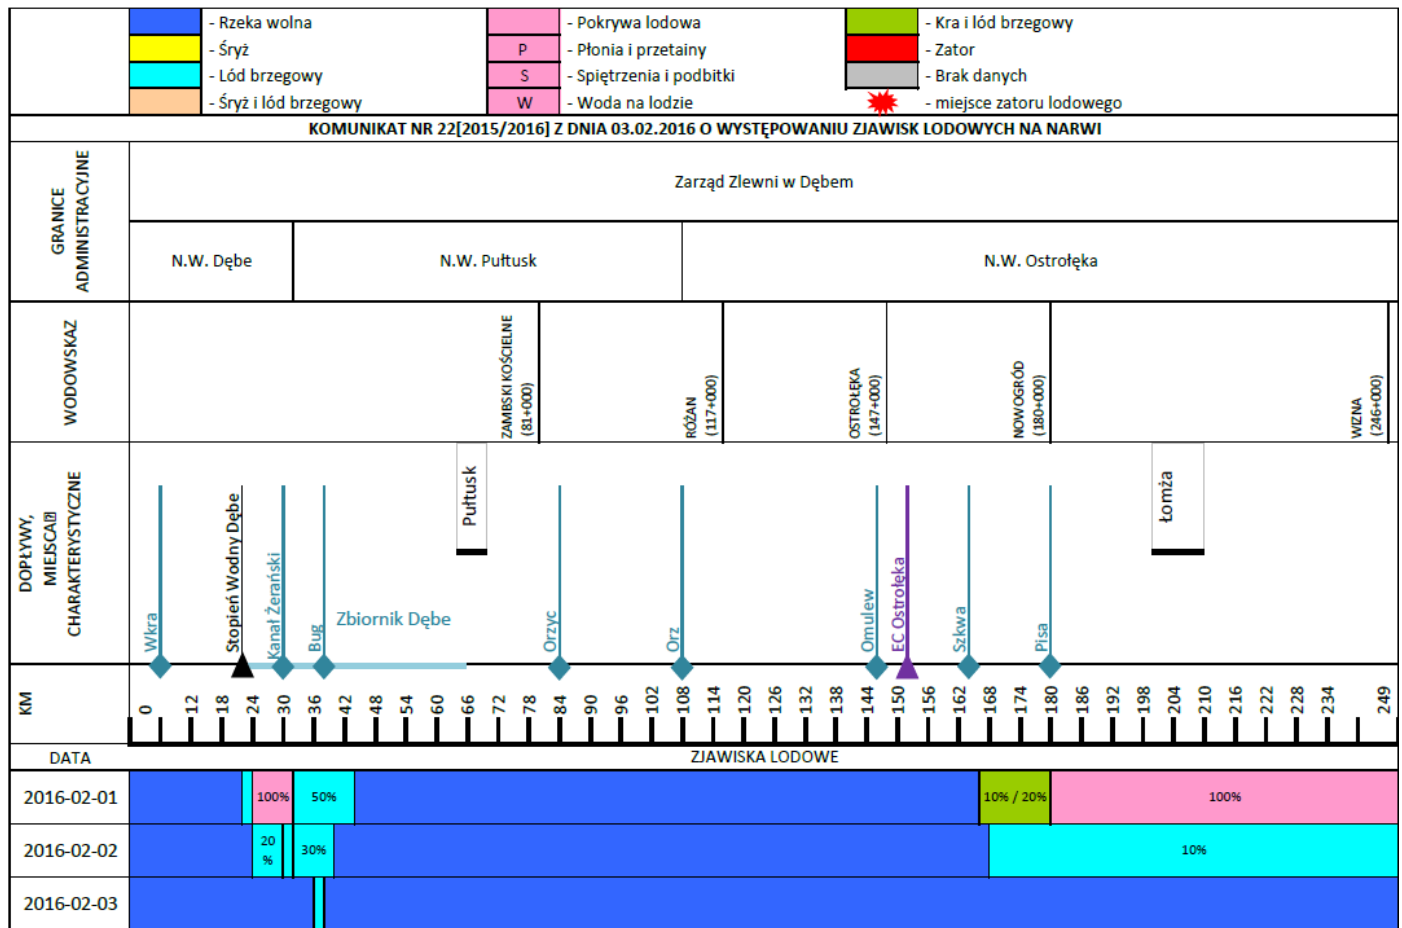 - Rzeka wolna
- Pokrywa lodowa
- Kra i lód brzegowy
- Śryż
P
- Płonia i przetainy
- Zator
- Lód brzegowy
S
- Spiętrzenia i podbitki
- Brak danych
- Śryż i lód brzegowy
W
- Woda na lodzie
- miejsce zatoru lodowego
KOMUNIKAT NR 22[2015/2016] Z DNIA 03.02.2016 O WYSTĘPOWANIU ZJAWISK LODOWYCH NA NARWI
GRANICE
ADMINISTRACYJNE
Zarząd Zlewni w Dębem
N.W. Dębe
N.W. Pułtusk
N.W. Ostrołęka
WODOWSKAZ
ZAMBSKI KOŚCIELNE
(81+000)
RÓŻAN
(117+000)
OSTROŁĘKA
(147+000)
NOWOGRÓD
(180+000)
WIZNA
(246+000)
DOPŁYWY,
MIEJSCA
CHARAKTERYSTYCZNE
Wkra
Stopień Wodny Dębe
Kanał Żerański
Bug
Zbiornik Dębe
Pułtusk
Orzyc
Orz
Omulew
EC Ostrołęka
Szkwa
Pisa
Łomża
KM
0 12 18 24 30 36 42 48 54 60 66 72 78 84 90 96 102 108 114 120 126 132 138 144 150 156 162 168 174 180 186 192 198 204 210 216 222 228 234 249
DATA
ZJAWISKA LODOWE
2016-02-01
100%
50%
10% / 20%
100%
2016-02-02
20
%
30%
10%
2016-02-03